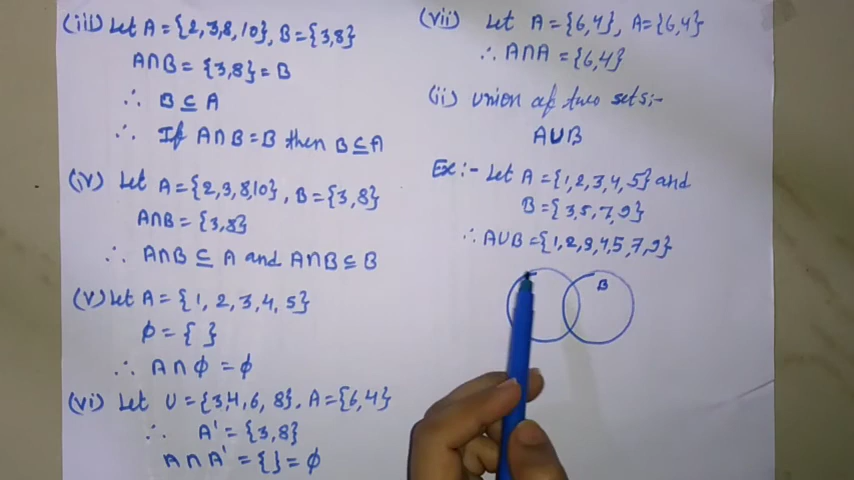 (iii) Let A = {2,3,8,10}, B = {3,8}
A∩B = {3,8} = B
∴ B ⊆ A
∴ If A∩B = B then B ⊆ A
(iv) Let A = {2,3,8,10}, B = {3,8}
A∩B = {3,8}
∴ A∩B ⊆ A and A∩B ⊆ B
(v) Let A = {1, 2, 3, 4, 5}
ϕ = { }
∴ A ∩ ϕ = ϕ
(vi) Let U = {3,4,6, 8}, A = {6,4}
∴ A' = {3,8}
A ∩ A' = { } = ϕ
(vii) Let A = {6,4}, A = {6,4}
∴ A∩A = {6,4}
(ii) Union of two sets:-
A∪B
Ex:- Let A = {1,2,3,4,5} and
B = {3,5,7,9}
∴ A∪B = {1,2,3,4,5,7,9}
B